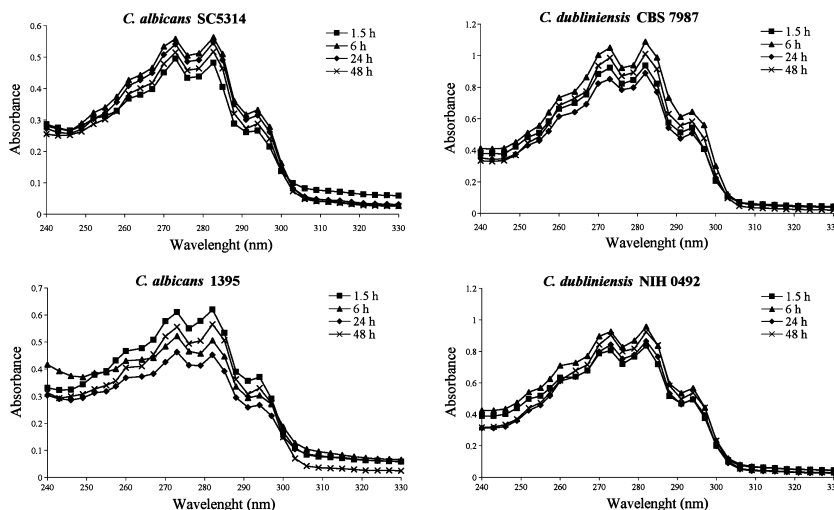 C. albicans SC5314
0.6
0.5
0.4
0.3
0.2
0.1
0
Absorbance
240 250 260 270 280 290 300 310 320 330
Wavelenght (nm)
1.5 h
6 h
24 h
48 h
C. dubliniensis CBS 7987
1.2
1
0.8
0.6
0.4
0.2
0
Absorbance
240 250 260 270 280 290 300 310 320 330
Wavelenght (nm)
1.5 h
6 h
24 h
48 h
C. albicans 1395
0.7
0.6
0.5
0.4
0.3
0.2
0.1
0
Absorbance
240 250 260 270 280 290 300 310 320 330
Wavelenght (nm)
1.5 h
6 h
24 h
48 h
C. dubliniensis NIH 0492
1.2
1
0.8
0.6
0.4
0.2
0
Absorbance
240 250 260 270 280 290 300 310 320 330
Wavelenght (nm)
1.5 h
6 h
24 h
48 h